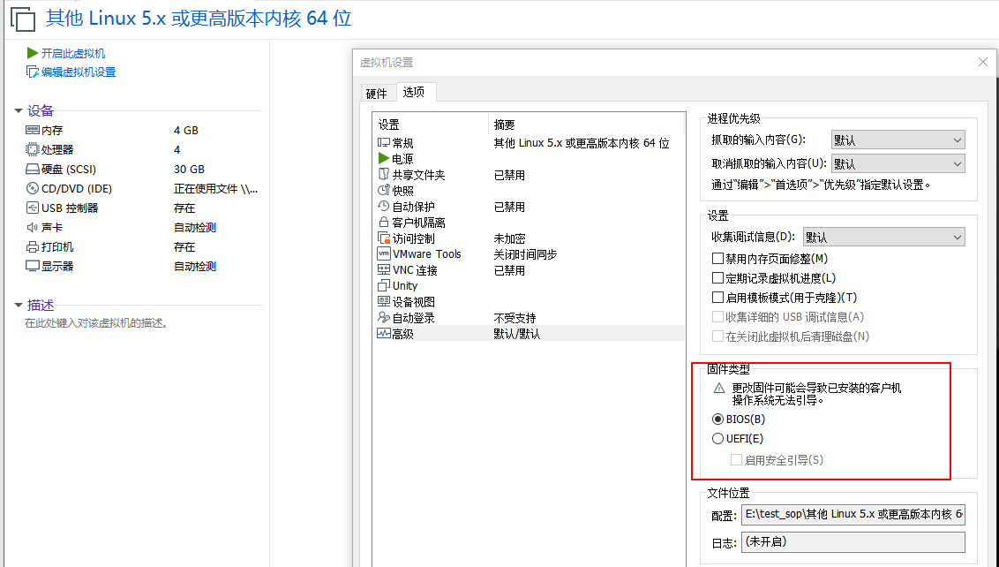 其他 Linux 5.x 或更高版本内核 64 位
开启此虚拟机
编辑虚拟机设置
设备
内存 4 GB
处理器 4
硬盘 (SCSI) 30 GB
CD/DVD (IDE) 正在使用文件 \\...
USB 控制器 存在
声卡 自动检测
打印机 存在
显示器 自动检测
描述
在此处键入对该虚拟机的描述。
虚拟机设置
硬件 选项
设置 摘要
常规 其他 Linux 5.x 或更高版本内核 64 位
电源
共享文件夹 已禁用
快照
自动保护 已禁用
客户机隔离
访问控制 未加密
VMware Tools 关闭时间同步
VNC 连接 已禁用
Unity
设备视图
自动登录 不受支持
高级 默认/默认
进程优先级
抓取的输入内容(G): 默认
取消抓取的输入内容(U): 默认
通过“编辑”>“首选项”>“优先级”指定默认设置。
设置
收集调试信息(D): 默认
禁用内存页面修整(M)
定期记录虚拟机进度(L)
启用模板模式(用于克隆)(T)
收集详细的 USB 调试信息(A)
在关闭此虚拟机后清理磁盘(N)
固件类型
更改固件可能会导致已安装的客户机
操作系统无法引导。
BIOS(B)
UEFI(E)
启用安全引导(S)
文件位置
配置: E:\test_sop\其他 Linux 5.x 或更高版本内核 6
日志: (未开启)